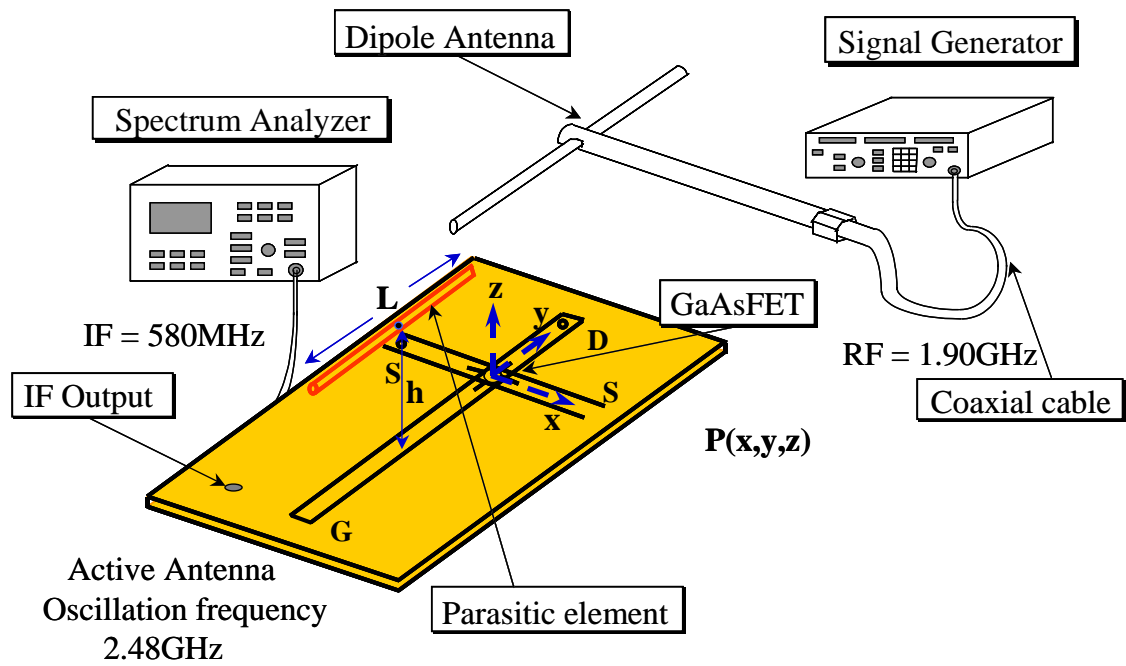 Dipole Antenna
Signal Generator
Spectrum Analyzer
L
z
y
GaAsFET
IF = 580MHz
D
RF = 1.90GHz
S
h
S
IF Output
x
Coaxial cable
P(x,y,z)
G
Active Antenna
Oscillation frequency
2.48GHz
Parasitic element